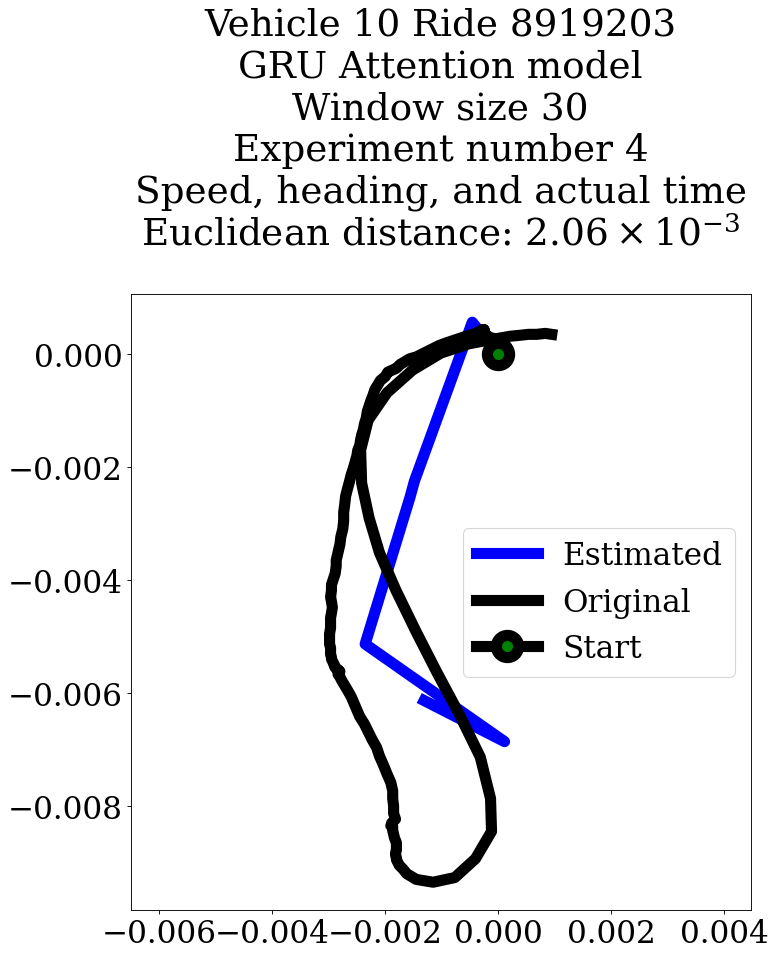 Vehicle 10 Ride 8919203
GRU Attention model
Window size 30
Experiment number 4
Speed, heading, and actual time
Euclidean distance: 2.06 × 10⁻³
0.000
−0.002
−0.004
−0.006
−0.008
Estimated
Original
Start
−0.006 −0.004 −0.002 0.000 0.002 0.004